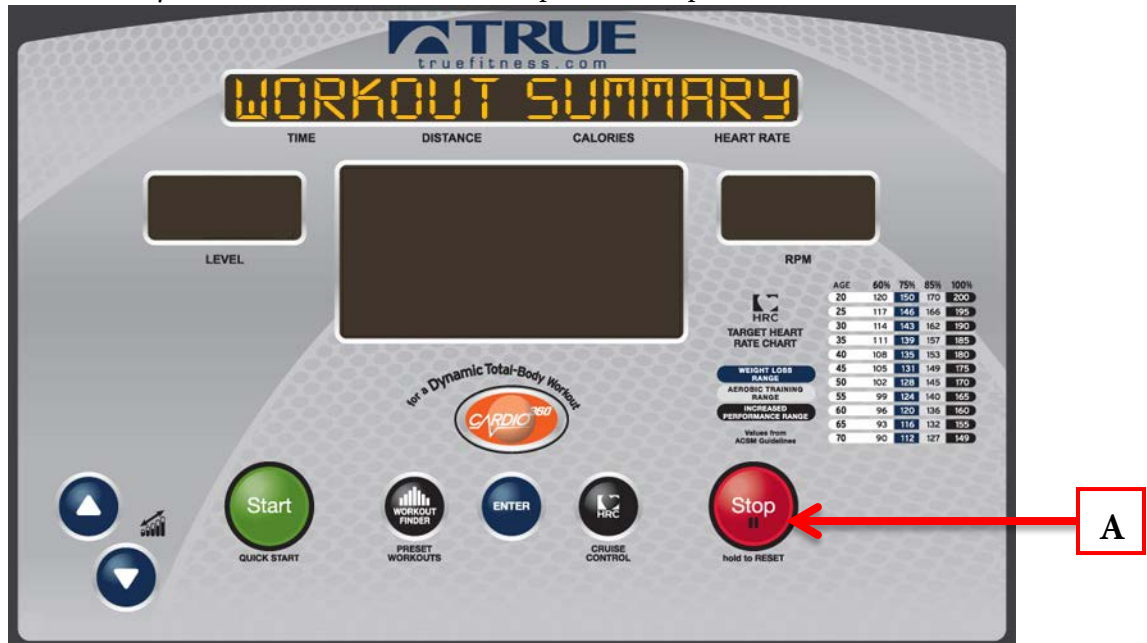 TRUE
truefitness.com
WORKOUT SUMMARY
TIME DISTANCE CALORIES HEART RATE
LEVEL
RPM
HRC
TARGET HEART
RATE CHART
WEIGHT LOSS
RANGE
AEROBIC TRAINING
RANGE
INCREASED
PERFORMANCE RANGE
Values from
ACSM Guidelines
AGE 60% 75% 85% 100%
20 120 150 170 200
25 117 146 166 195
30 114 143 162 190
35 111 139 157 185
40 108 135 153 180
45 105 131 149 175
50 102 128 145 170
55 99 124 140 165
60 96 120 136 160
65 93 116 132 155
70 90 112 127 149
for a Dynamic Total-Body Workout
CARDIO 360
Start
QUICK START
WORKOUT
FINDER
PRESET
WORKOUTS
ENTER
HRC
CRUISE
CONTROL
Stop
hold to RESET
A